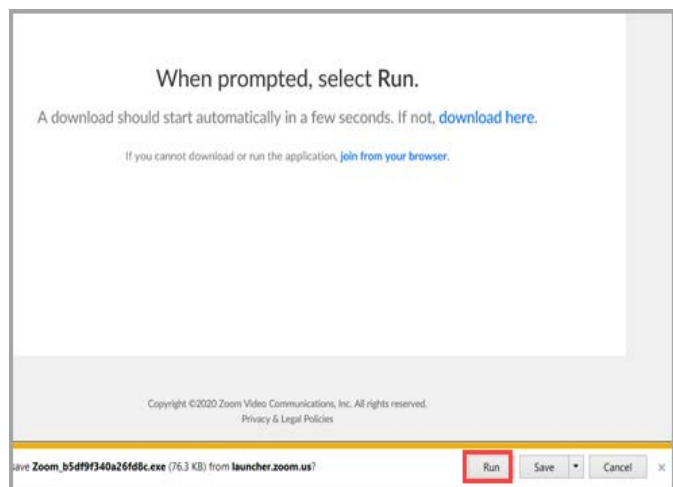 When prompted, select Run.
A download should start automatically in a few seconds. If not, download here.
If you cannot download or run the application, join from your browser.
Copyright ©2020 Zoom Video Communications, Inc. All rights reserved.
Privacy & Legal Policies
ave Zoom_b5df9f340a26fd8c.exe (76.3 KB) from launcher.zoom.us? Run Save Cancel ×